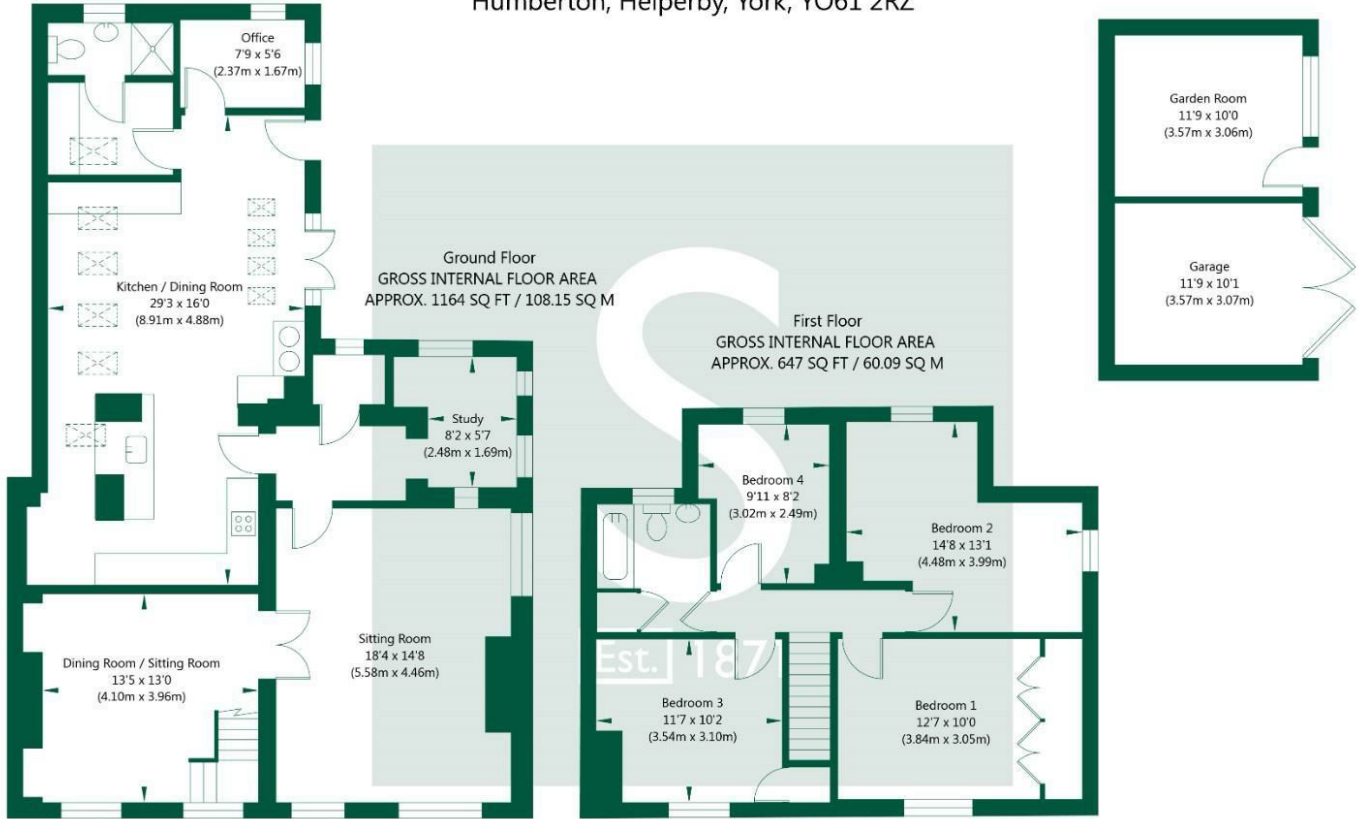 Humberton, Helperby, York, YO61 2RZ
Office
7'9 x 5'6
(2.37m x 1.67m)
Garden Room
11'9 x 10'0
(3.57m x 3.06m)
Garage
11'9 x 10'1
(3.57m x 3.07m)
Ground Floor
GROSS INTERNAL FLOOR AREA
APPROX. 1164 SQ FT / 108.15 SQ M
Kitchen / Dining Room
29'3 x 16'0
(8.91m x 4.88m)
First Floor
GROSS INTERNAL FLOOR AREA
APPROX. 647 SQ FT / 60.09 SQ M
Study
8'2 x 5'7
(2.48m x 1.69m)
Bedroom 4
9'11 x 8'2
(3.02m x 2.49m)
Bedroom 2
14'8 x 13'1
(4.48m x 3.99m)
Sitting Room
18'4 x 14'8
(5.58m x 4.46m)
Dining Room / Sitting Room
13'5 x 13'0
(4.10m x 3.96m)
S
Est. 187
Bedroom 3
11'7 x 10'2
(3.54m x 3.10m)
Bedroom 1
12'7 x 10'0
(3.84m x 3.05m)